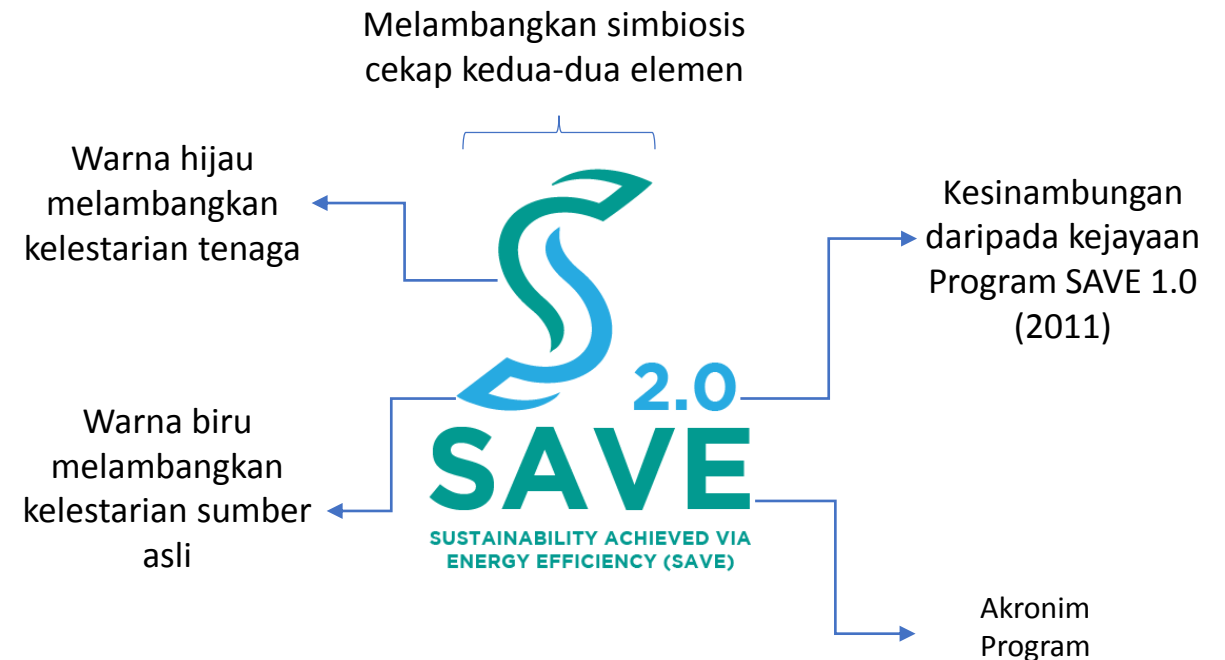 Melambangkan simbiosis
cekap kedua-dua elemen
Warna hijau
melambangkan
kelestarian tenaga
Kesinambungan
daripada kejayaan
Program SAVE 1.0
(2011)
Warna biru
melambangkan
kelestarian sumber
asli
2.0
SAVE
SUSTAINABILITY ACHIEVED VIA
ENERGY EFFICIENCY (SAVE)
Akronim
Program